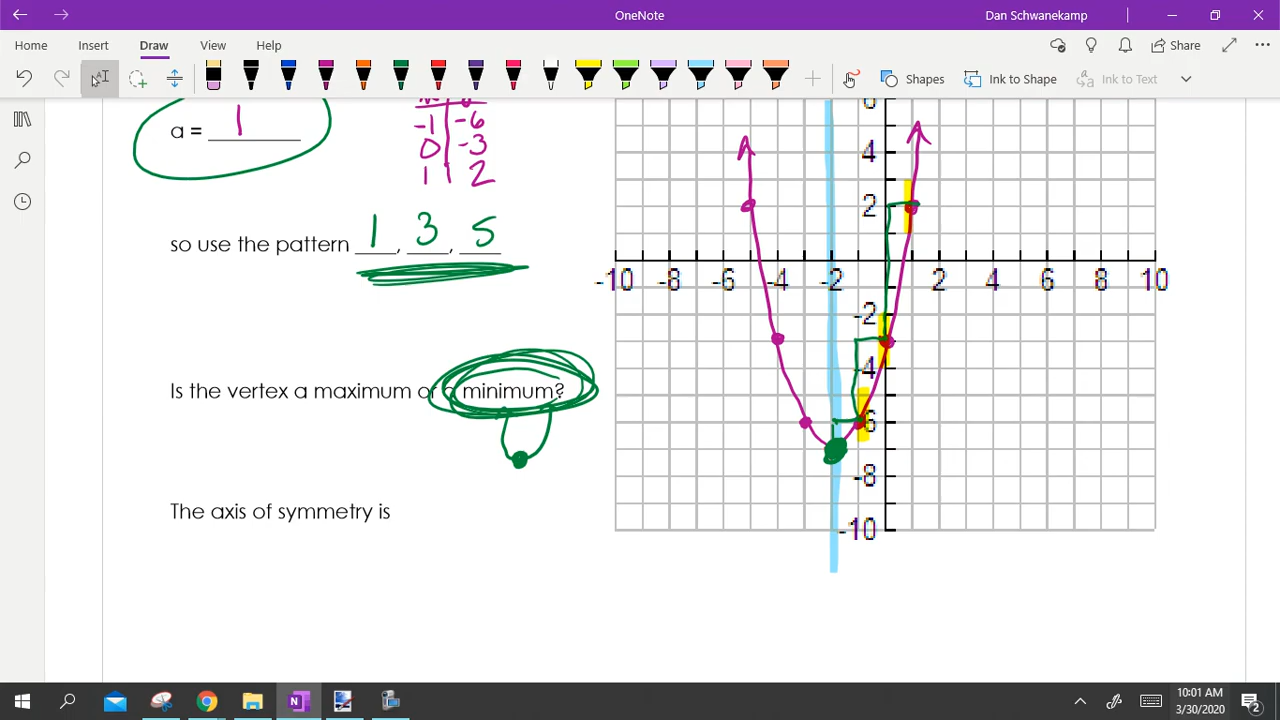 OneNote
Dan Schwanekamp
Home Insert Draw View Help
Share
Shapes Ink to Shape Ink to Text
a = 1
-1 -6
0 -3
1 2
so use the pattern 1, 3, 5
Is the vertex a maximum or a minimum?
The axis of symmetry is
6
4
2
-10 -8 -6 -4 -2 2 4 6 8 10
-2
-4
-6
-8
-10
10:01 AM
3/30/2020
2